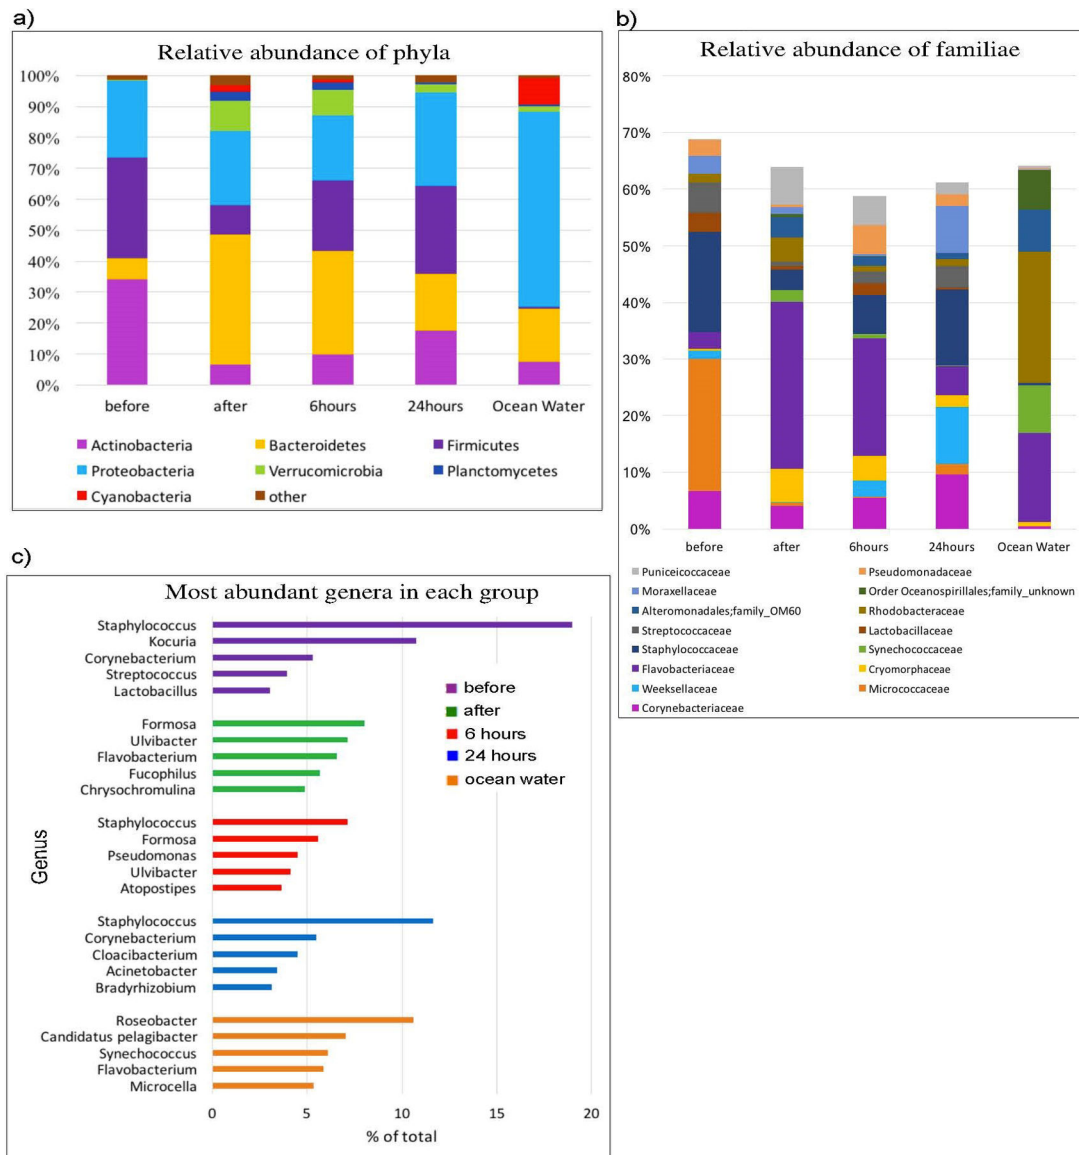 a)
Relative abundance of phyla
100%
90%
80%
70%
60%
50%
40%
30%
20%
10%
0%
before after 6hours 24hours Ocean Water
Actinobacteria Bacteroidetes Firmicutes
Proteobacteria Verrucomicrobia Planctomycetes
Cyanobacteria other
b)
Relative abundance of familiae
80%
70%
60%
50%
40%
30%
20%
10%
0%
before after 6hours 24hours Ocean Water
Puniceicoccaceae Pseudomonadaceae
Moraxellaceae Order Oceanospirillales;family_unknown
Alteromonadales;family_OM60 Rhodobacteraceae
Streptococcaceae Lactobacillaceae
Staphylococcaceae Synechococcaceae
Flavobacteriaceae Cryomorphaceae
Weeksellaceae Micrococcaceae
Corynebacteriaceae
c)
Most abundant genera in each group
Genus
Staphylococcus
Kocuria
Corynebacterium
Streptococcus
Lactobacillus
Formosa
Ulvibacter
Flavobacterium
Fucophilus
Chrysochromulina
Staphylococcus
Formosa
Pseudomonas
Ulvibacter
Atopostipes
Staphylococcus
Corynebacterium
Cloacibacterium
Acinetobacter
Bradyrhizobium
Roseobacter
Candidatus pelagibacter
Synechococcus
Flavobacterium
Microcella
before
after
6 hours
24 hours
ocean water
0 5 10 15 20
% of total